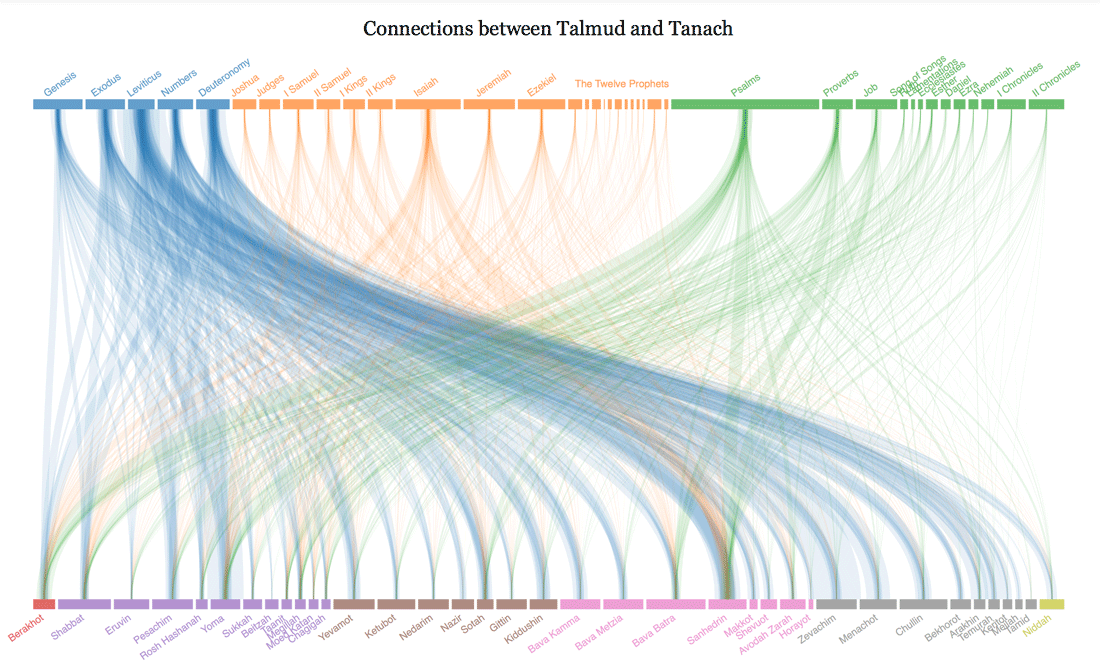 Connections between Talmud and Tanach
Genesis
Exodus
Leviticus
Numbers
Deuteronomy
Joshua
Judges
I Samuel
II Samuel
I Kings
II Kings
Isaiah
Jeremiah
Ezekiel
The Twelve Prophets
Psalms
Proverbs
Job
Song of Songs
Lamentations
Ecclesiastes
Esther
Daniel
Ezra
Nehemiah
I Chronicles
II Chronicles
Berakhot
Shabbat
Eruvin
Pesachim
Rosh Hashanah
Yoma
Sukkah
Beitzah
Taanit
Megillah
Moed Katan
Chagigah
Yevamot
Ketubot
Nedarim
Nazir
Sotah
Gittin
Kiddushin
Bava Kamma
Bava Metzia
Bava Batra
Sanhedrin
Makkot
Shevuot
Avodah Zarah
Horayot
Zevachim
Menachot
Chullin
Bekhorot
Arakhin
Temurah
Keritot
Meilah
Tamid
Niddah